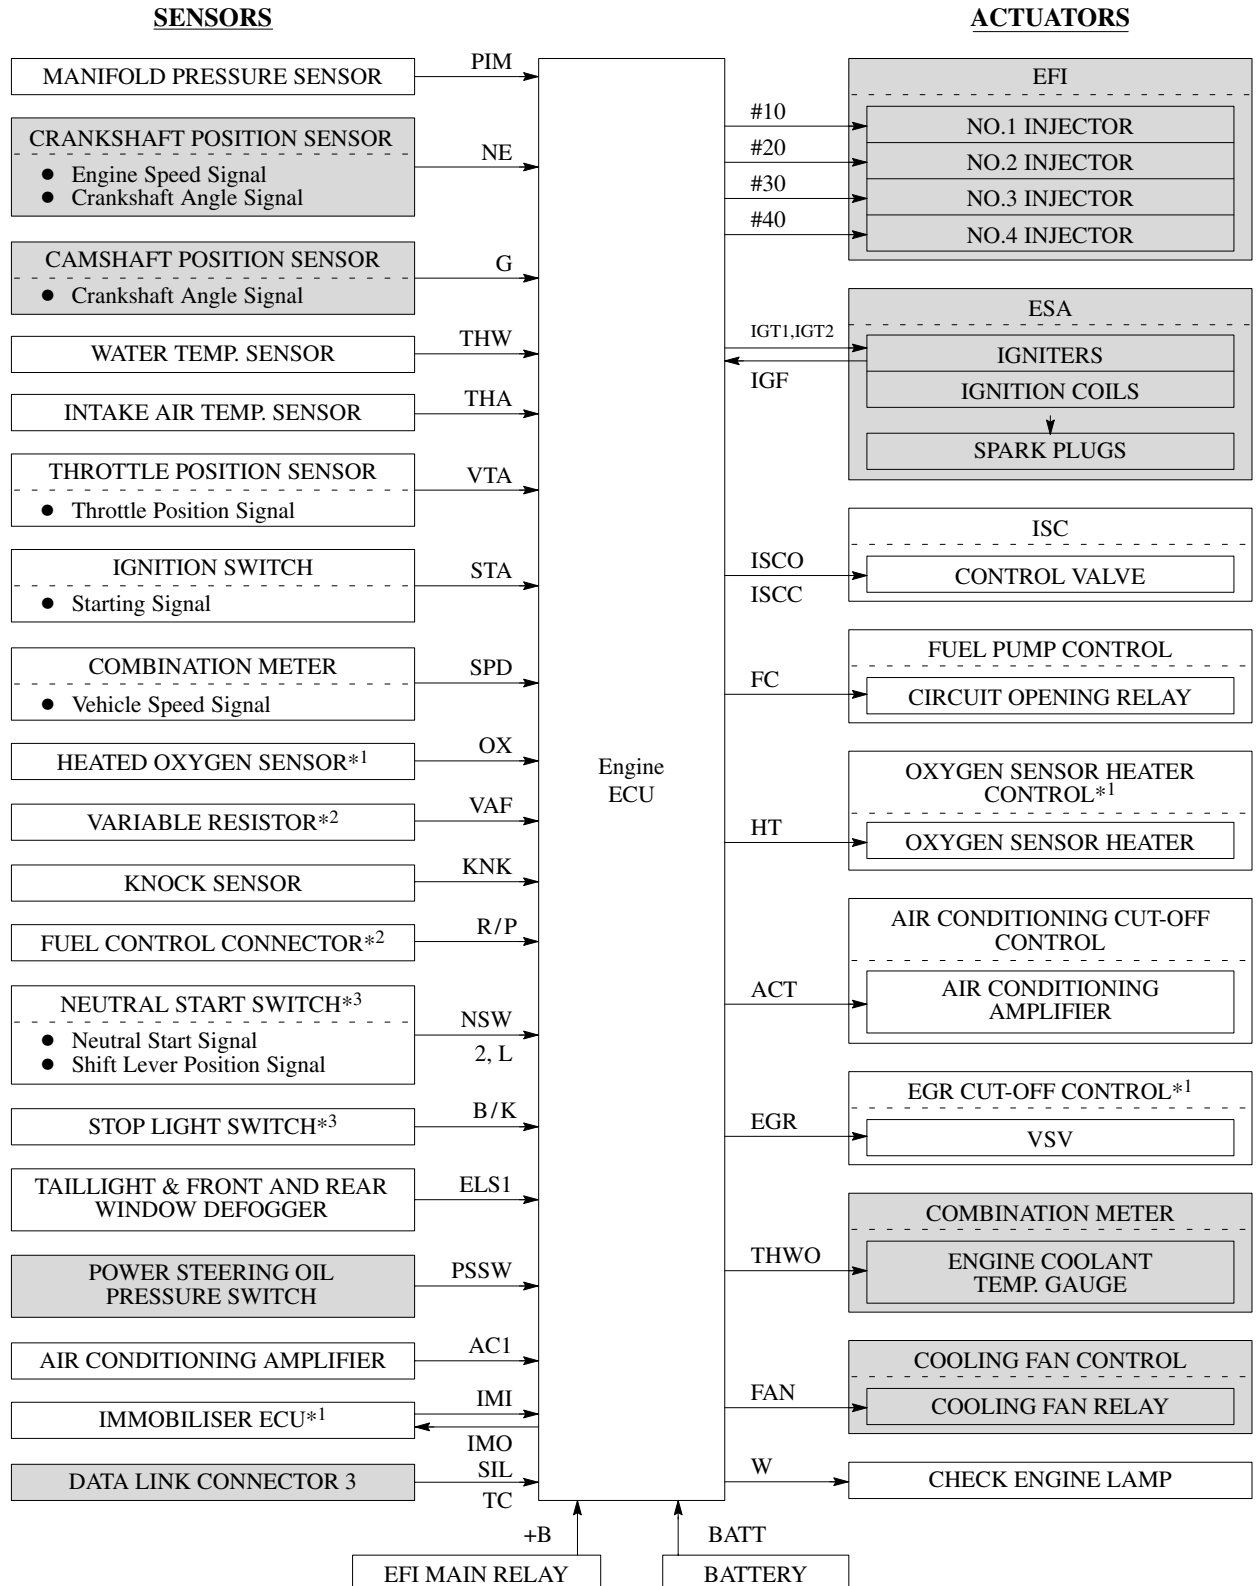 SENSORS
MANIFOLD PRESSURE SENSOR
PIM
CRANKSHAFT POSITION SENSOR
● Engine Speed Signal
● Crankshaft Angle Signal
NE
CAMSHAFT POSITION SENSOR
● Crankshaft Angle Signal
G
WATER TEMP. SENSOR
THW
INTAKE AIR TEMP. SENSOR
THA
THROTTLE POSITION SENSOR
● Throttle Position Signal
VTA
IGNITION SWITCH
● Starting Signal
STA
COMBINATION METER
● Vehicle Speed Signal
SPD
HEATED OXYGEN SENSOR*1
OX
VARIABLE RESISTOR*2
VAF
KNOCK SENSOR
KNK
FUEL CONTROL CONNECTOR*2
R/P
NEUTRAL START SWITCH*3
● Neutral Start Signal
● Shift Lever Position Signal
NSW
2, L
STOP LIGHT SWITCH*3
B/K
TAILLIGHT & FRONT AND REAR
WINDOW DEFOGGER
ELS1
POWER STEERING OIL
PRESSURE SWITCH
PSSW
AIR CONDITIONING AMPLIFIER
AC1
IMMOBILISER ECU*1
IMI
IMO
DATA LINK CONNECTOR 3
SIL
TC
Engine
ECU
+B
EFI MAIN RELAY
BATT
BATTERY
ACTUATORS
EFI
#10
NO.1 INJECTOR
#20
NO.2 INJECTOR
#30
NO.3 INJECTOR
#40
NO.4 INJECTOR
ESA
IGT1,IGT2
IGNITERS
IGF
IGNITION COILS
SPARK PLUGS
ISC
ISCO
CONTROL VALVE
ISCC
FUEL PUMP CONTROL
FC
CIRCUIT OPENING RELAY
OXYGEN SENSOR HEATER
CONTROL*1
HT
OXYGEN SENSOR HEATER
AIR CONDITIONING CUT-OFF
CONTROL
ACT
AIR CONDITIONING
AMPLIFIER
EGR CUT-OFF CONTROL*1
EGR
VSV
COMBINATION METER
THWO
ENGINE COOLANT
TEMP. GAUGE
COOLING FAN CONTROL
FAN
COOLING FAN RELAY
W
CHECK ENGINE LAMP